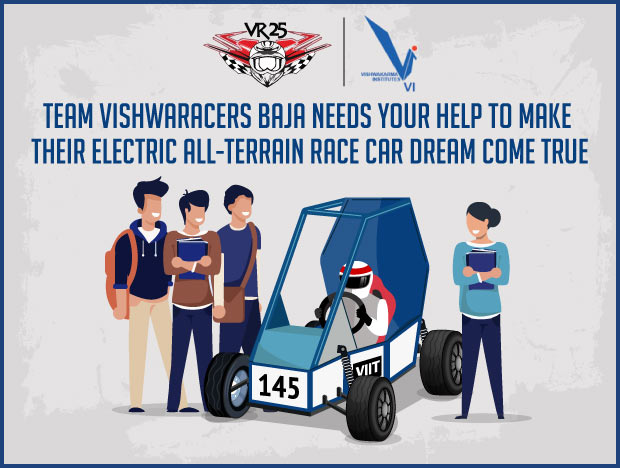 VR25
VISHWAKARMA
INSTITUTES
VI
TEAM VISHWARACERS BAJA NEEDS YOUR HELP TO MAKE
THEIR ELECTRIC ALL-TERRAIN RACE CAR DREAM COME TRUE
VIIT
145